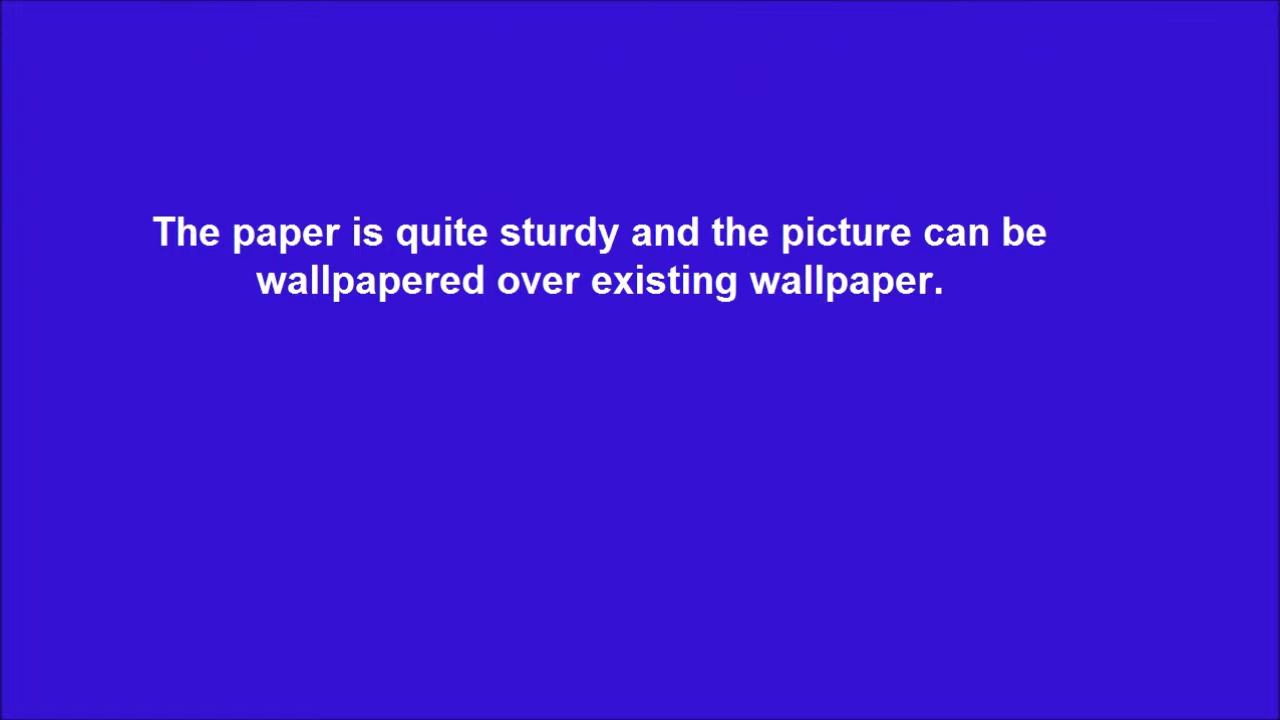 The paper is quite sturdy and the picture can be
wallpapered over existing wallpaper.